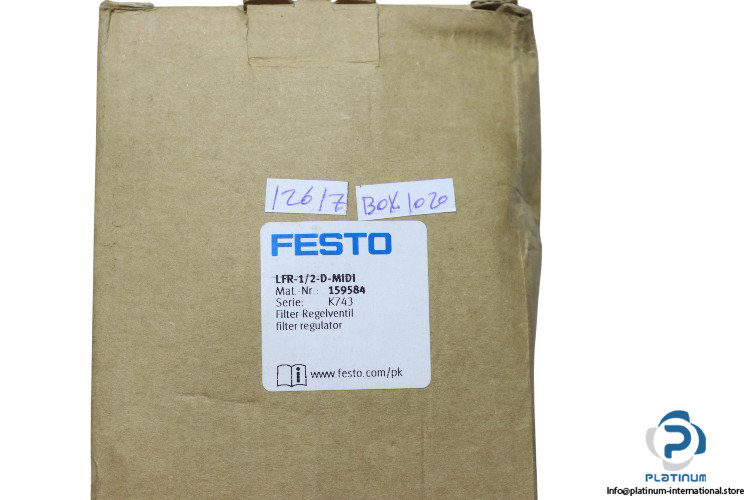 12617
BOX 1020
FESTO
LFR-1/2-D-MIDI
Mat.-Nr.: 159584
Serie: K743
Filter-Regelventil
filter regulator
www.festo.com/pk
PLATINUM
Info@platinum-international.store